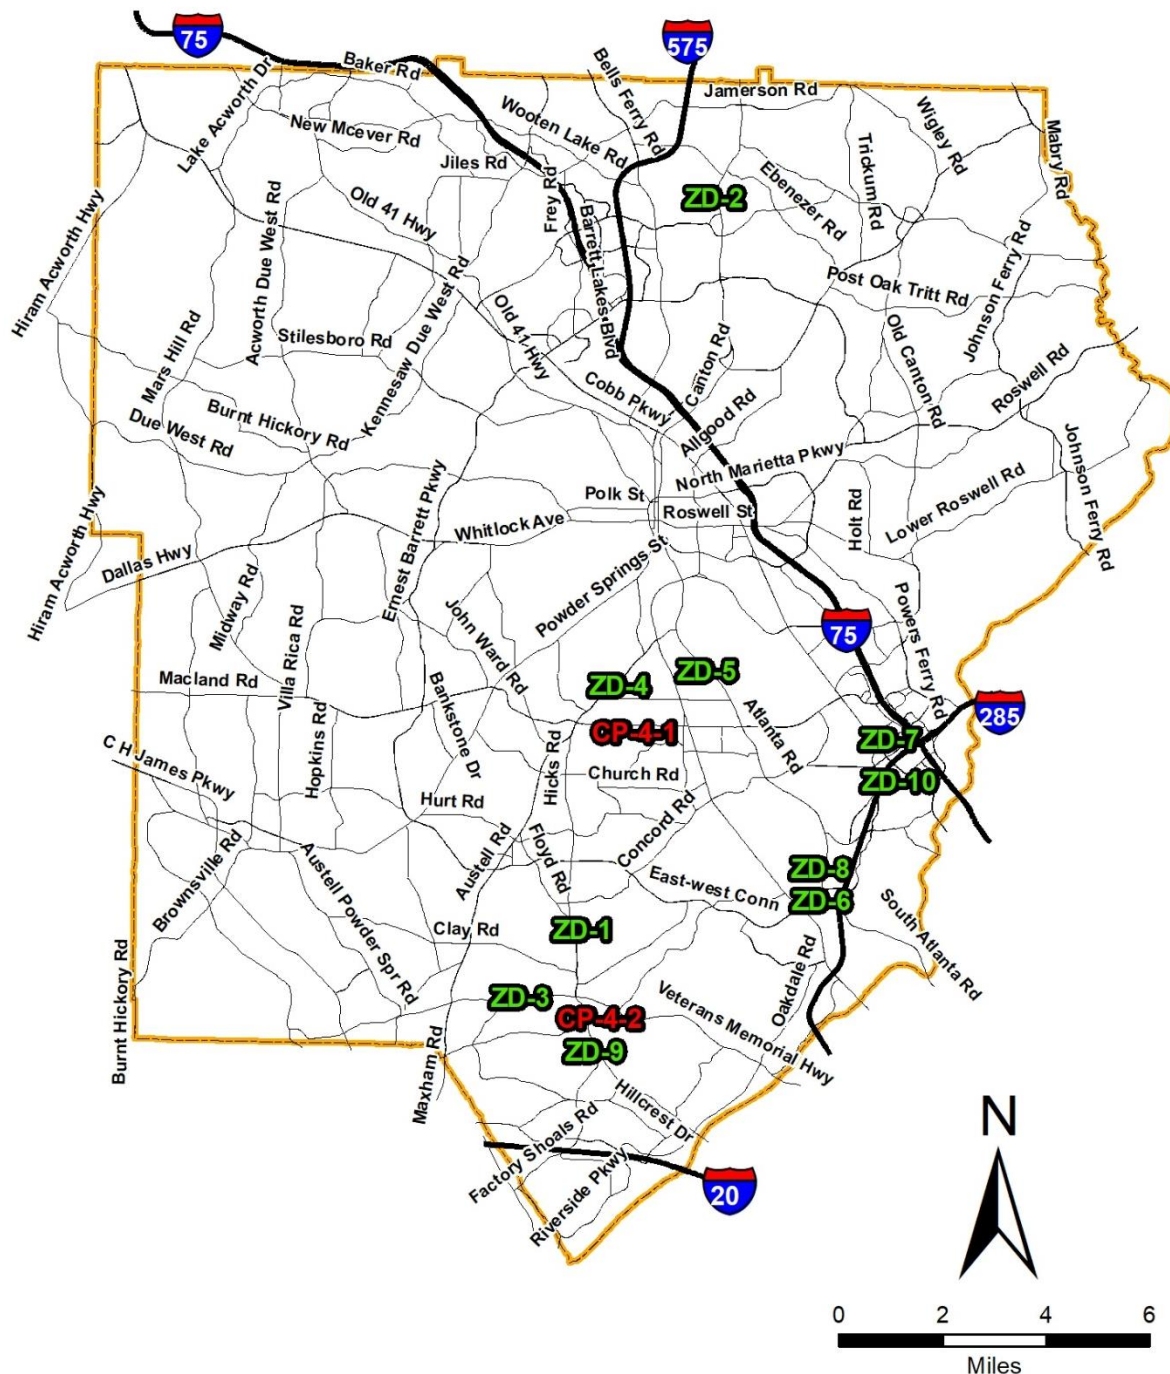 75
575
Baker Rd
Bells Ferry Rd
Jamerson Rd
Lake Acworth Dr
New Mcever Rd
Wooten Lake Rd
Wigley Rd
Mabry Rd
Jiles Rd
Frey Rd
Trickum Rd
Ebenezer Rd
ZD-2
Old 41 Hwy
Acworth Due West Rd
Hiram Acworth Hwy
Barrett Lakes Blvd
Johnson Ferry Rd
Post Oak Tritt Rd
Kennesaw Due West Rd
Old 41 Hwy
Stilesboro Rd
Mars Hill Rd
Canton Rd
Old Canton Rd
Roswell Rd
Cobb Pkwy
Allgood Rd
Burnt Hickory Rd
Due West Rd
North Marietta Pkwy
Johnson Ferry Rd
Polk St
Roswell St
Holt Rd
Lower Roswell Rd
Hiram Acworth Hwy
Ernest Barrett Pkwy
Whitlock Ave
Dallas Hwy
Powder Springs St
Midway Rd
John Ward Rd
Powers Ferry Rd
75
Villa Rica Rd
Macland Rd
Bankstone Dr
ZD-4
ZD-5
285
CP-4-1
Atlanta Rd
ZD-7
C H James Pkwy
Hopkins Rd
Hicks Rd
Church Rd
ZD-10
Hurt Rd
Concord Rd
Floyd Rd
Austell Rd
Brownsville Rd
Austell Powder Spr Rd
East-west Conn
ZD-8
ZD-6
South Atlanta Rd
Clay Rd
ZD-1
Oakdale Rd
Burnt Hickory Rd
ZD-3
CP-4-2
Veterans Memorial Hwy
ZD-9
Maxham Rd
Hillcrest Dr
Factory Shoals Rd
Riverside Pkwy
20
N
0 2 4 6
Miles